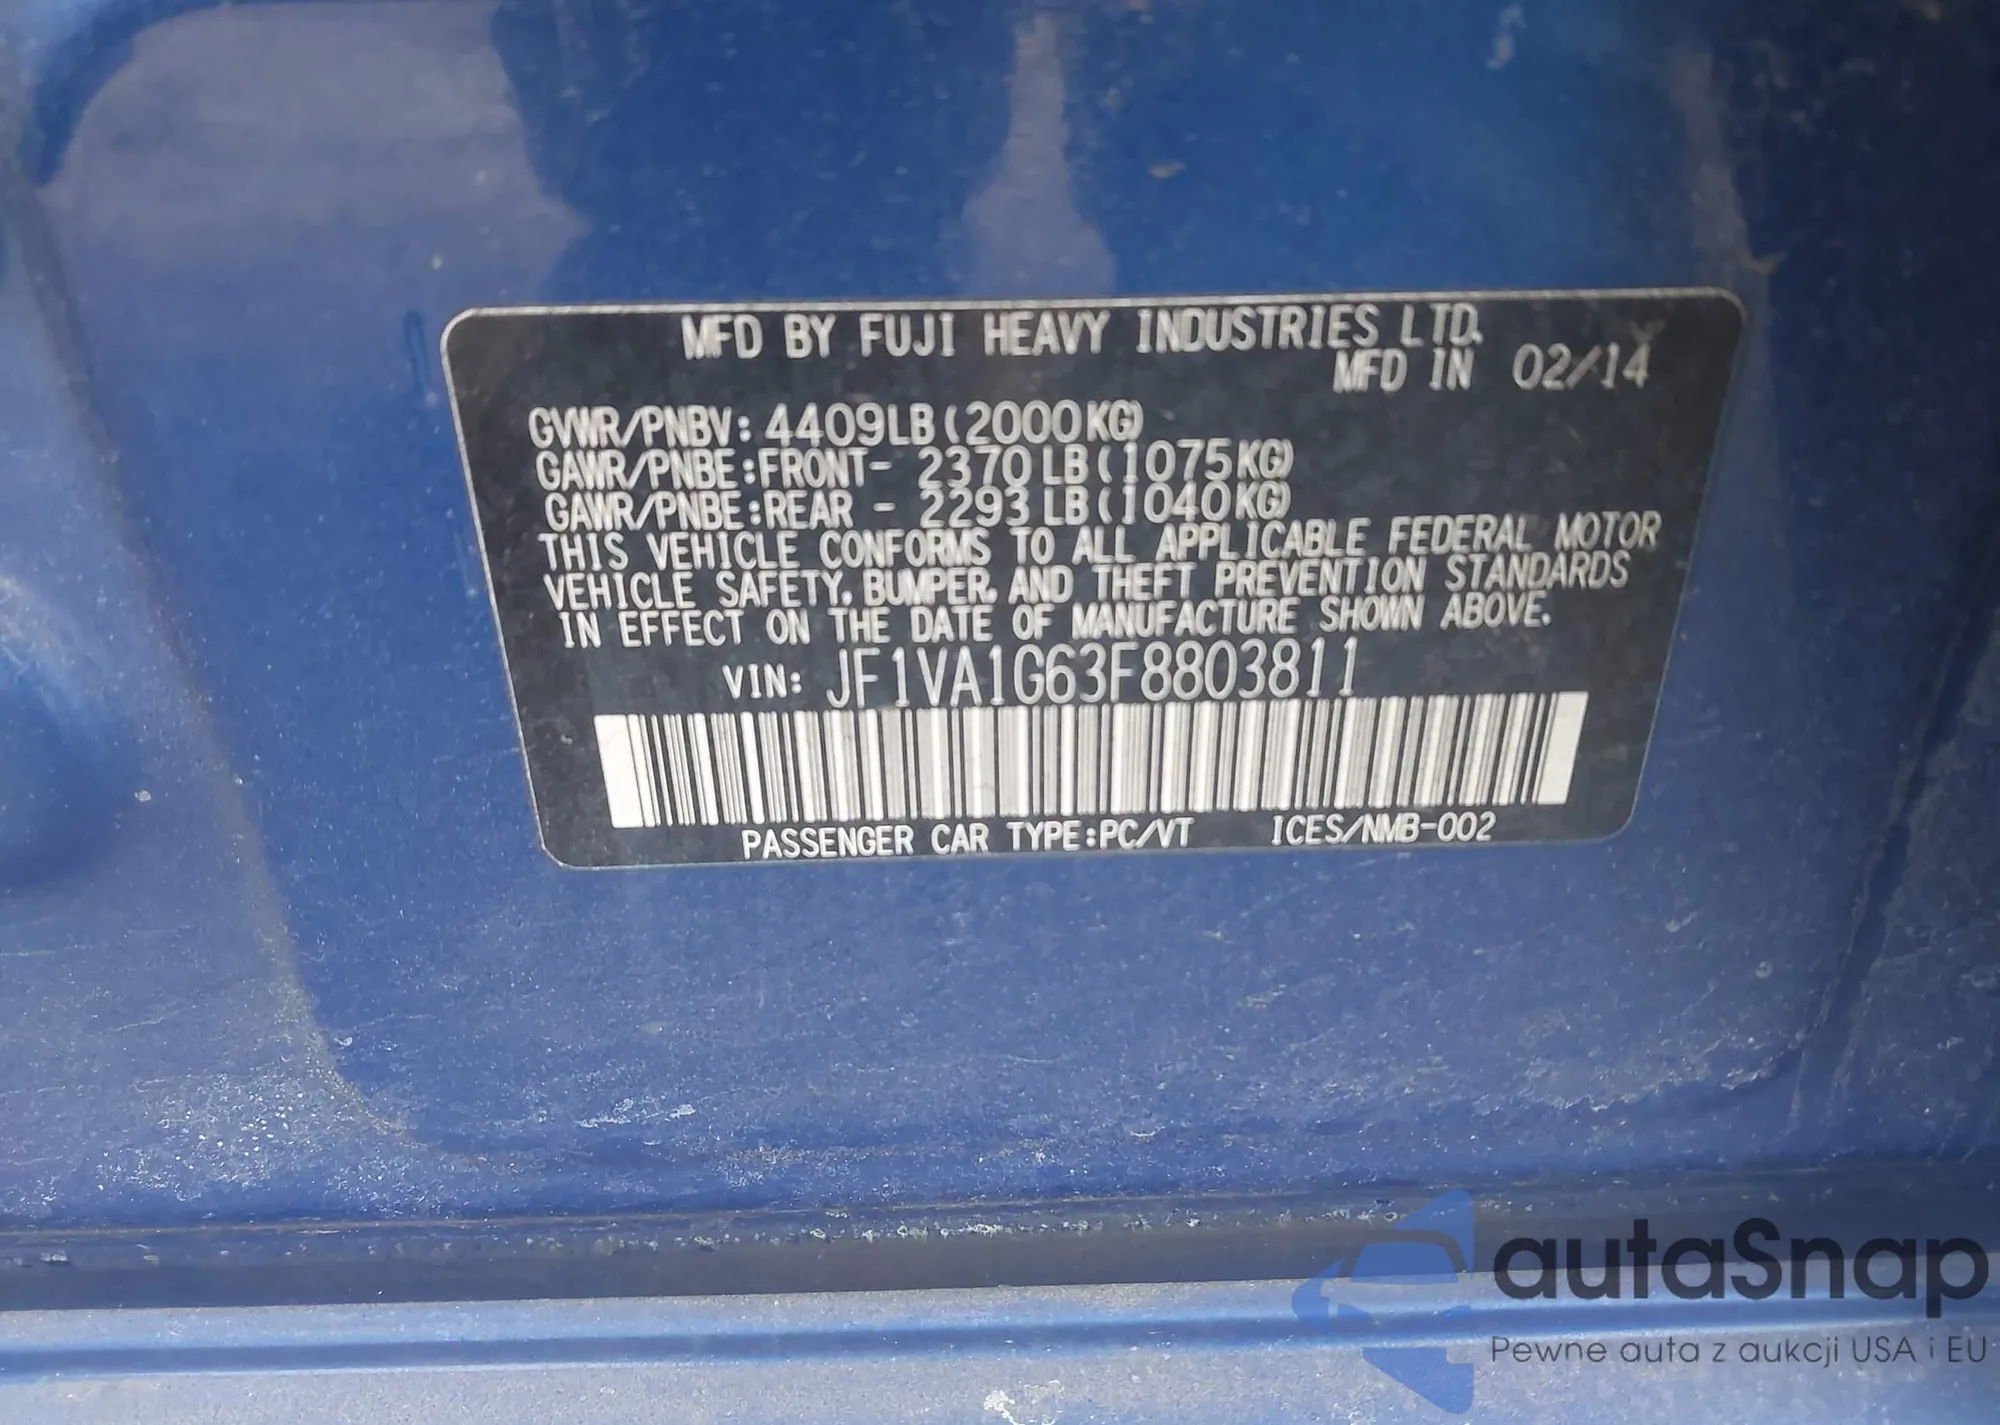 MFD BY FUJI HEAVY INDUSTRIES LTD.
MFD IN 02/14
GVWR/PNBV: 4409LB(2000KG)
GAWR/PNBE:FRONT- 2370LB(1075KG)
GAWR/PNBE:REAR - 2293LB(1040KG)
THIS VEHICLE CONFORMS TO ALL APPLICABLE FEDERAL MOTOR
VEHICLE SAFETY, BUMPER, AND THEFT PREVENTION STANDARDS
IN EFFECT ON THE DATE OF MANUFACTURE SHOWN ABOVE.
VIN: JF1VA1G63F8803811
PASSENGER CAR TYPE:PC/VT ICES/NMB-002
autaSnap
Pewne auta z aukcji USA i EU